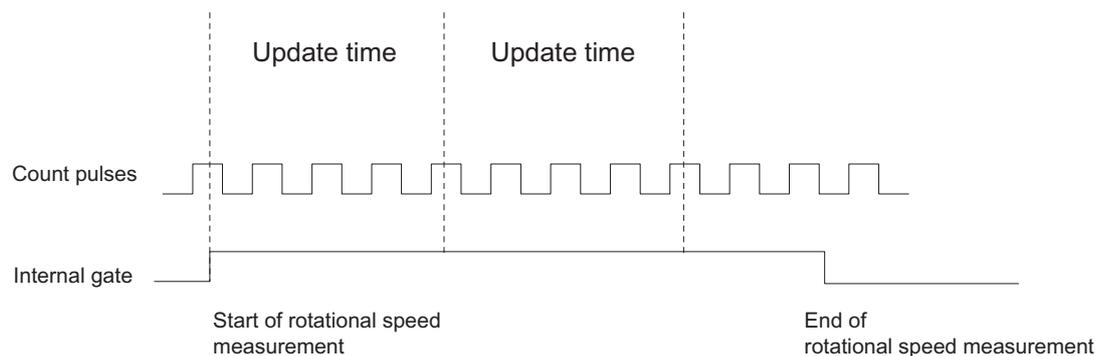 Update time
Update time
Count pulses
Internal gate
Start of rotational speed
measurement
End of
rotational speed measurement